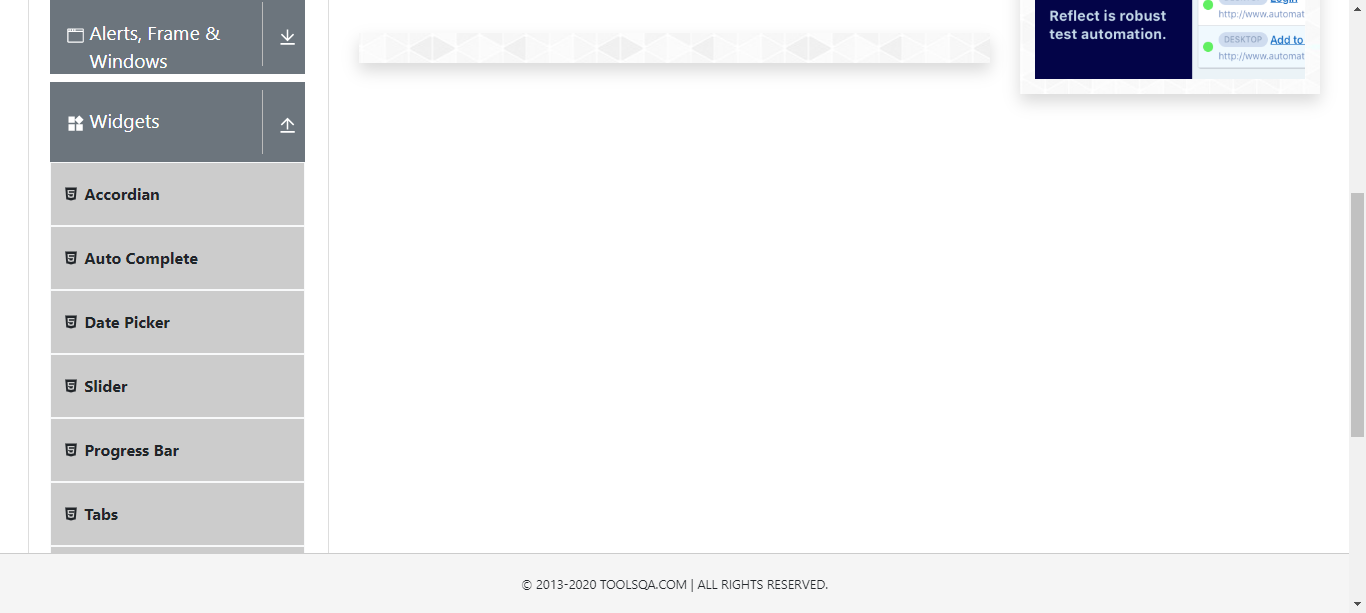 Alerts, Frame &
Windows
Widgets
Accordian
Auto Complete
Date Picker
Slider
Progress Bar
Tabs
Reflect is robust
test automation.
DESKTOP Login
http://www.automat
DESKTOP Add to
http://www.automat
© 2013-2020 TOOLSQA.COM | ALL RIGHTS RESERVED.